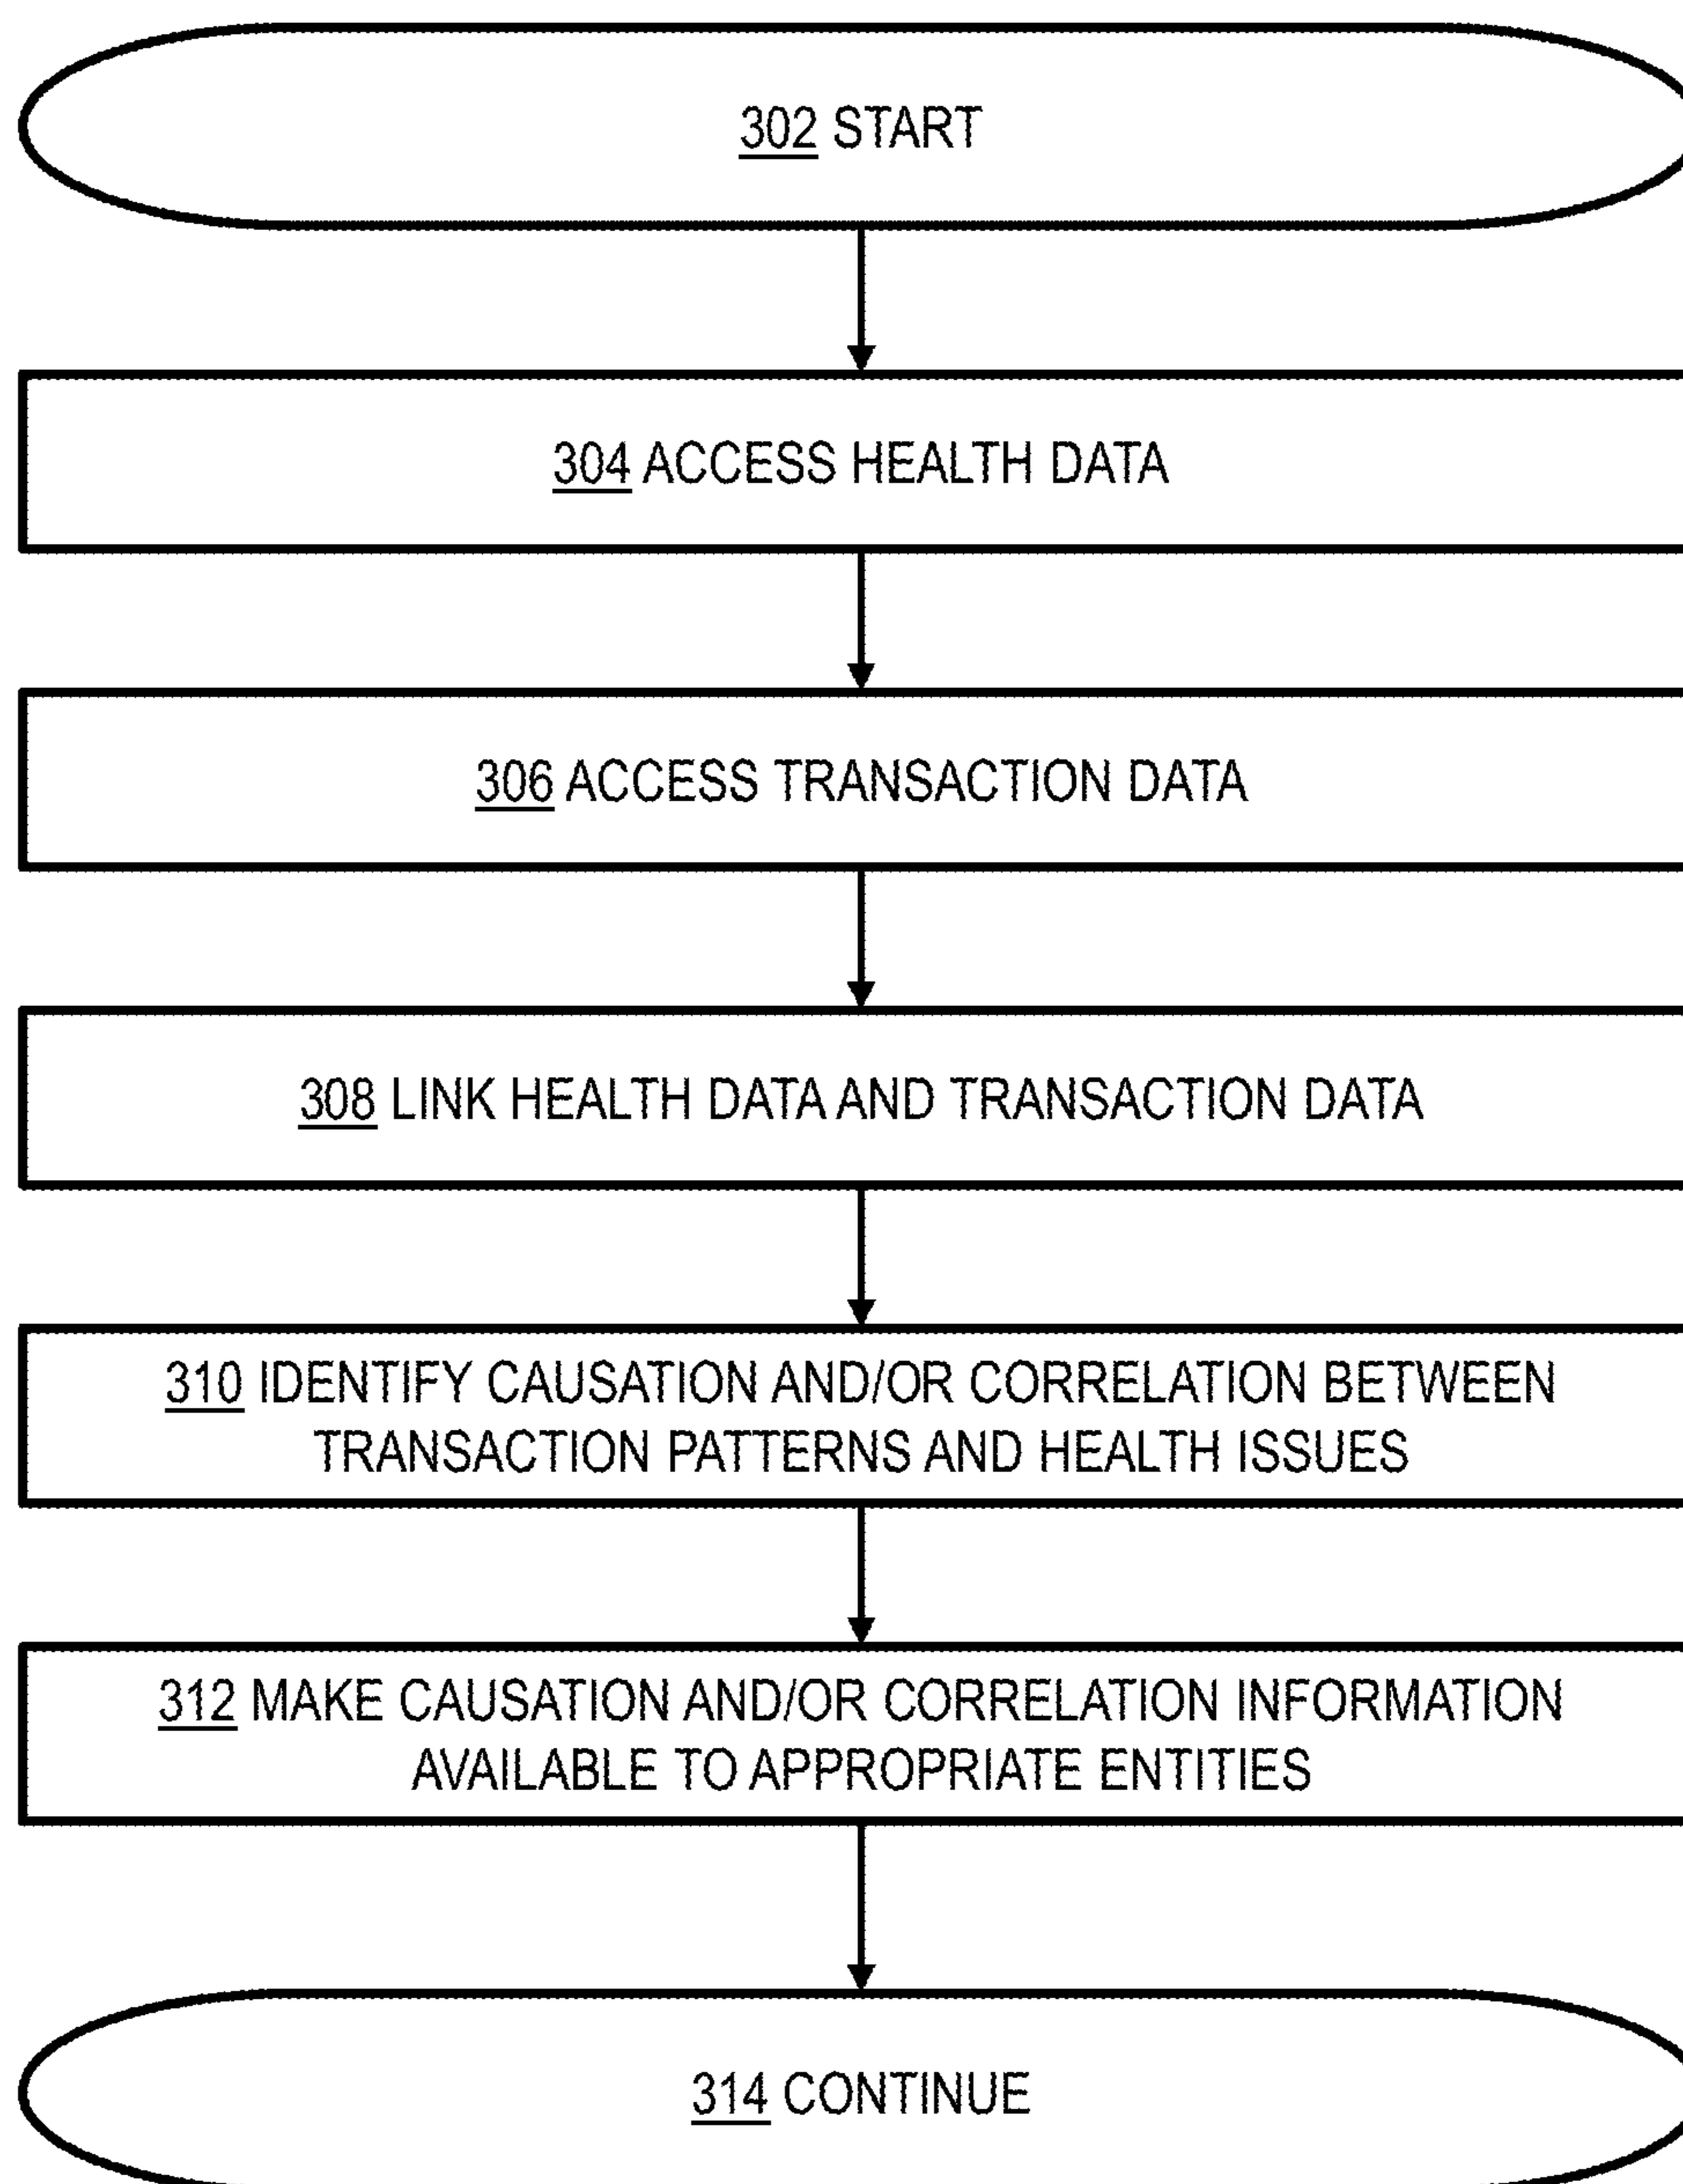 302 START
304 ACCESS HEALTH DATA
306 ACCESS TRANSACTION DATA
308 LINK HEALTH DATA AND TRANSACTION DATA
310 IDENTIFY CAUSATION AND/OR CORRELATION BETWEEN
TRANSACTION PATTERNS AND HEALTH ISSUES
312 MAKE CAUSATION AND/OR CORRELATION INFORMATION
AVAILABLE TO APPROPRIATE ENTITIES
314 CONTINUE